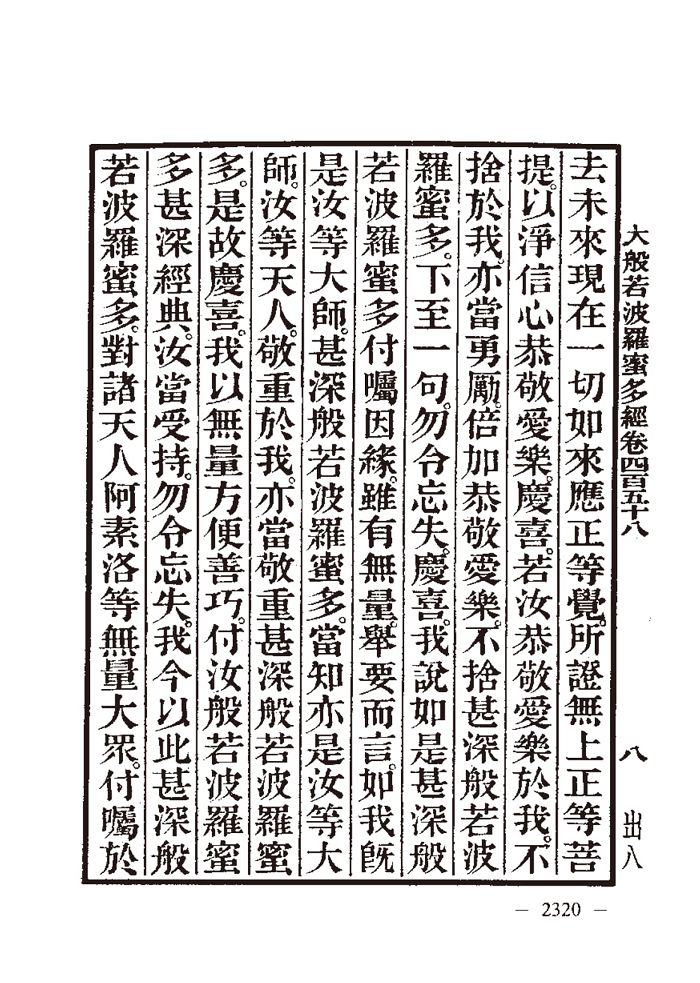 大般若波羅蜜多經卷四百五十八
八
出八
去未來現在一切如來應正等覺。所證無上正等菩
提。以淨信心恭敬愛樂。慶喜。若汝恭敬愛樂於我。不
捨於我。亦當勇勵。倍加恭敬愛樂。不捨甚深般若波
羅蜜多。下至一句。勿令忘失。慶喜。我說如是甚深般
若波羅蜜多付囑因緣。雖有無量。舉要而言。如我旣
是汝等大師。甚深般若波羅蜜多。當知亦是汝等大
師。汝等天人。敬重於我。亦當敬重甚深般若波羅蜜
多。是故慶喜。我以無量方便善巧。付汝般若波羅蜜
多甚深經典。汝當受持。勿令忘失。我今以此甚深般
若波羅蜜多。對諸天人阿素洛等無量大眾。付囑於
— 2320 —